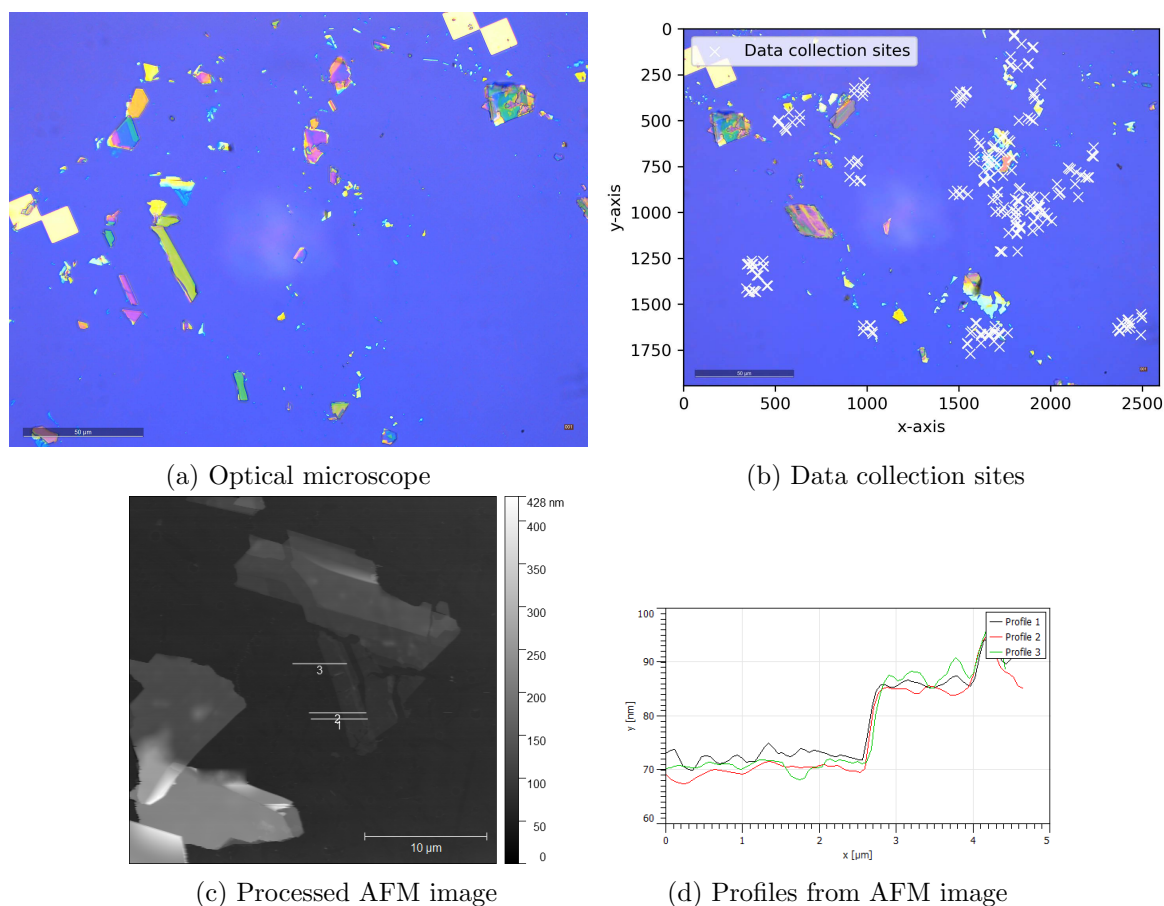 50 µm
001
(a) Optical microscope
Data collection sites
0
250
500
750
1000
1250
1500
1750
y-axis
50 µm
001
0
500
1000
1500
2000
2500
x-axis
(b) Data collection sites
428 nm
400
350
300
250
200
150
100
50
0
3
2
1
10 µm
(c) Processed AFM image
100
90
80
70
60
y [nm]
Profile 1
Profile 2
Profile 3
0
1
2
3
4
5
x [µm]
(d) Profiles from AFM image